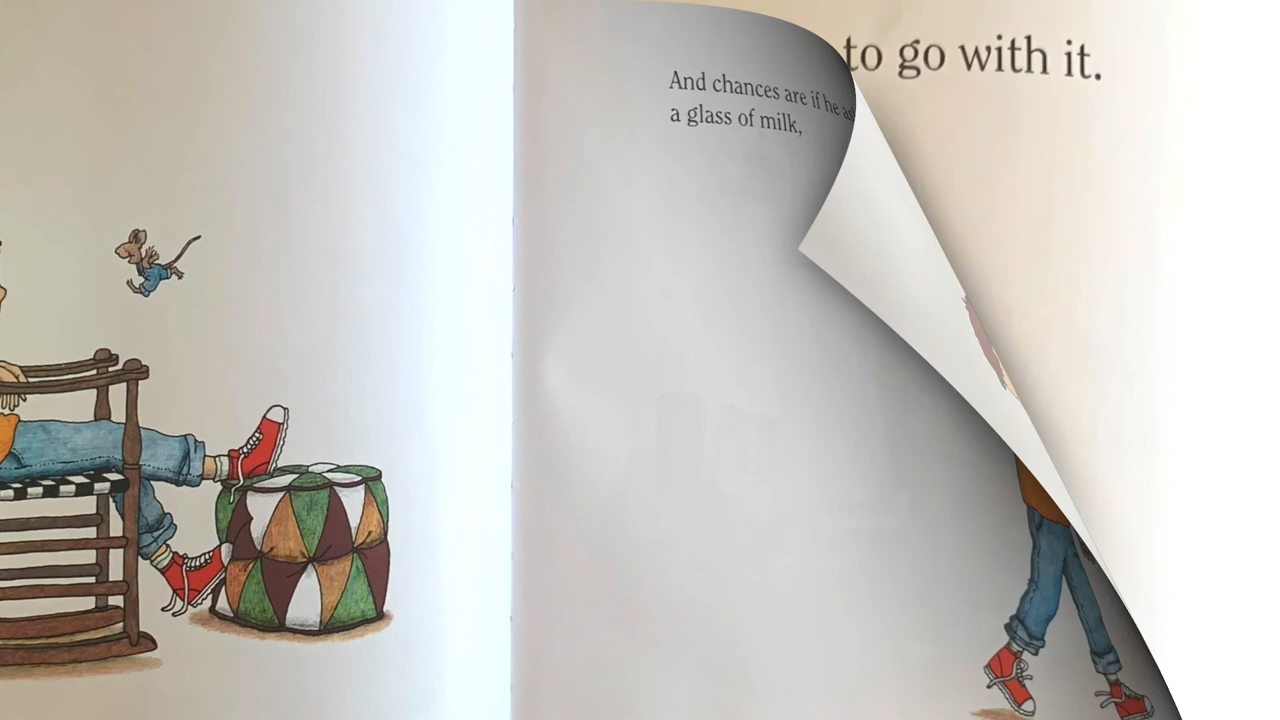 And chances are if he
a glass of milk,
to go with it.